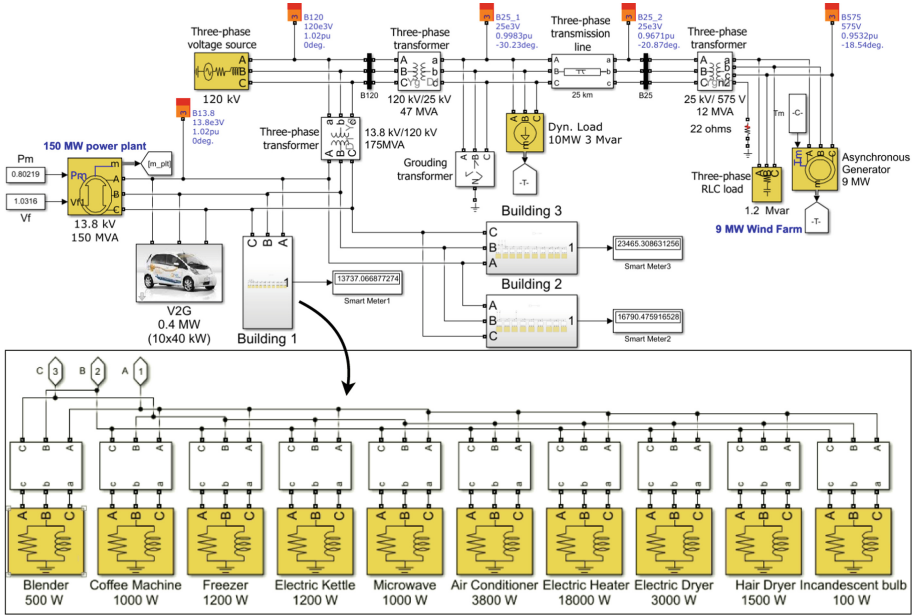 B120
120e3V
1.02pu
0deg.
B25_1
25e3V
0.9983pu
-30.23deg.
B25_2
25e3V
0.9671pu
-20.87deg.
B575
575V
0.9532pu
-18.54deg.
Three-phase
voltage source
Three-phase
transformer
Three-phase
transmission
line
Three-phase
transformer
120 kV
B120
120 kV/25 kV
47 MVA
25 km
B25
25 kV/ 575 V
12 MVA
B13.8
13.8e3V
1.02pu
0deg.
Three-phase
transformer
13.8 kV/120 kV
175MVA
Dyn. Load
10MW 3 Mvar
22 ohms
Tm
-C-
Grouding
transformer
-T-
Three-phase
RLC load
1.2 Mvar
Asynchronous
Generator
9 MW
-T-
9 MW Wind Farm
150 MW power plant
[m_plt]
Pm
0.80219
1.0316
Vf
Pm
Vf1
m
A
B
C
13.8 kV
150 MVA
V2G
0.4 MW
(10x40 kW)
C B A
1
Building 1
13737.066877274
Smart Meter1
Building 3
C
B
A
1
23465.308631256
Smart Meter3
Building 2
A
B
C
1
16790.475916528
Smart Meter2
C 3 B 2 A 1
C B A C B A C B A C B A C B A C B A C B A C B A C B A C B A
c b a c b a c b a c b a c b a c b a c b a c b a c b a c b a
A B C A B C A B C A B C A B C A B C A B C A B C A B C A B C
Blender Coffee Machine Freezer Electric Kettle Microwave Air Conditioner Electric Heater Electric Dryer Hair Dryer Incandescent bulb
500 W 1000 W 1200 W 1200 W 1000 W 3800 W 18000 W 3000 W 1500 W 100 W